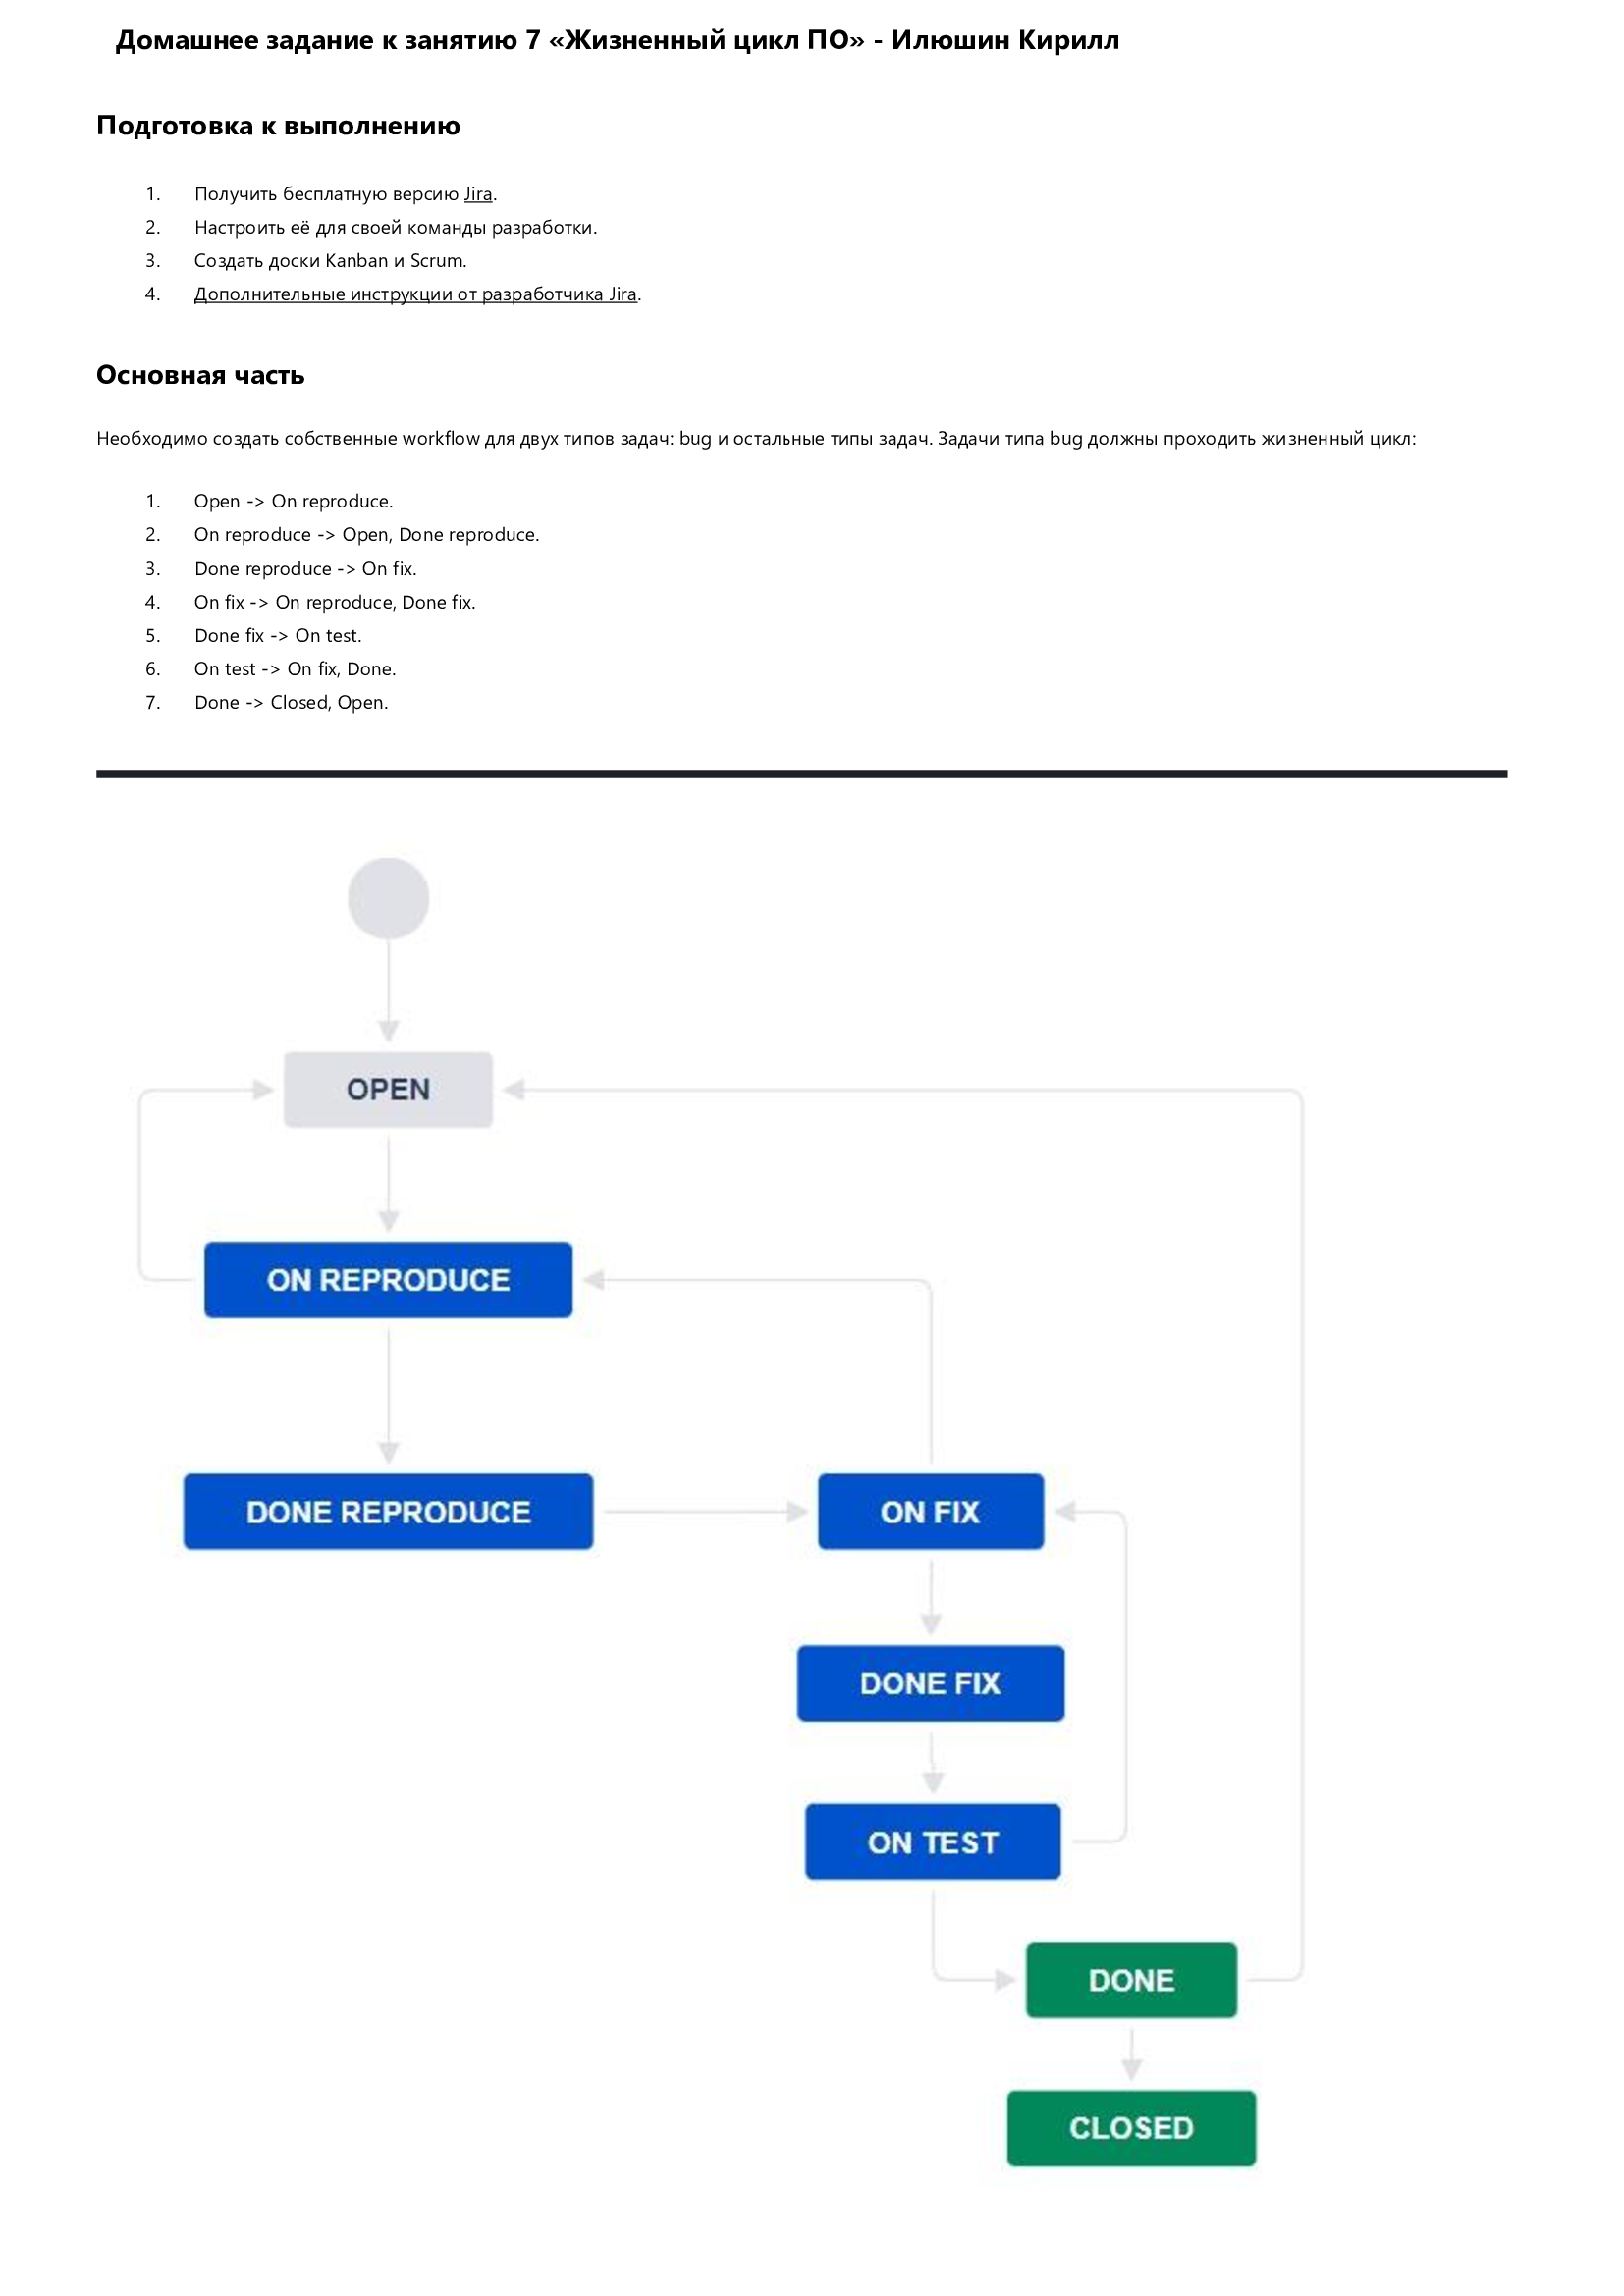 Домашнее задание к занятию 7 «Жизненный цикл ПО» - Илюшин Кирилл
Подготовка к выполнению
1. Получить бесплатную версию Jira.
2. Настроить её для своей команды разработки.
3. Создать доски Kanban и Scrum.
4. Дополнительные инструкции от разработчика Jira.
Основная часть
Необходимо создать собственные workflow для двух типов задач: bug и остальные типы задач. Задачи типа bug должны проходить жизненный цикл:
1. Open -> On reproduce.
2. On reproduce -> Open, Done reproduce.
3. Done reproduce -> On fix.
4. On fix -> On reproduce, Done fix.
5. Done fix -> On test.
6. On test -> On fix, Done.
7. Done -> Closed, Open.
OPEN
ON REPRODUCE
DONE REPRODUCE
ON FIX
DONE FIX
ON TEST
DONE
CLOSED